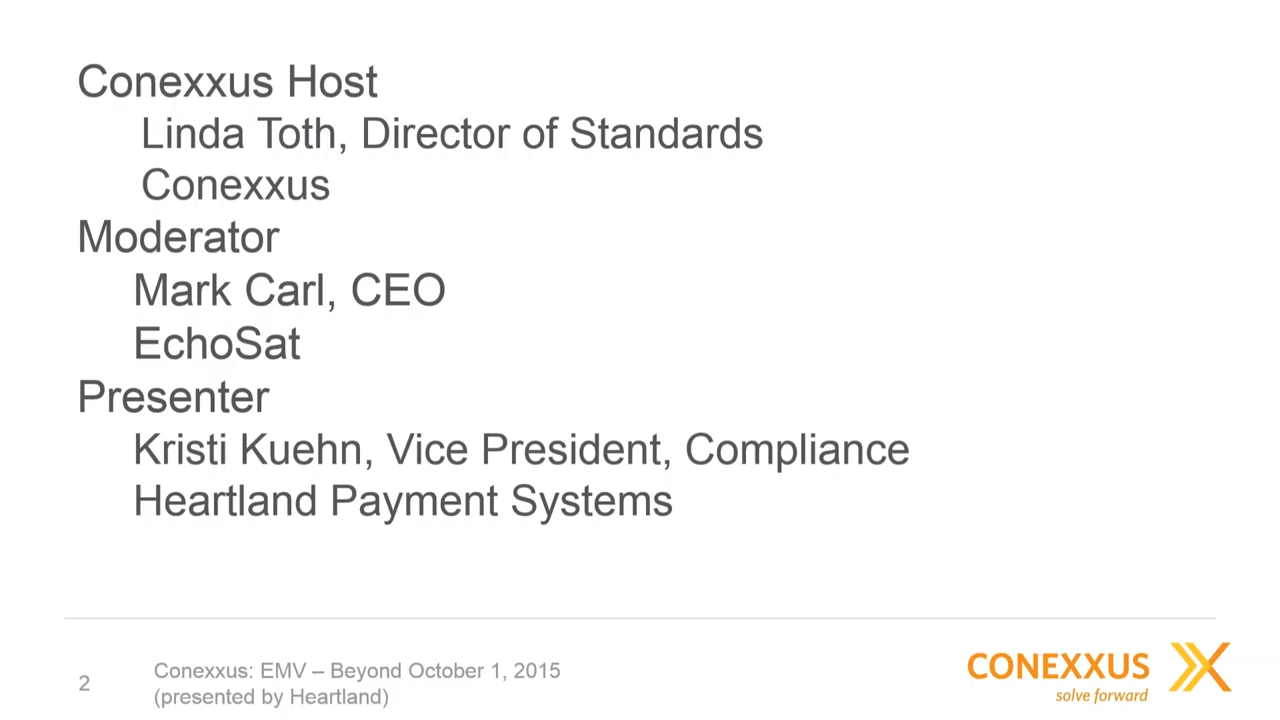 Conexxus Host
Linda Toth, Director of Standards
Conexxus
Moderator
Mark Carl, CEO
EchoSat
Presenter
Kristi Kuehn, Vice President, Compliance
Heartland Payment Systems
2
Conexxus: EMV – Beyond October 1, 2015
(presented by Heartland)
CONEXXUS
solve forward